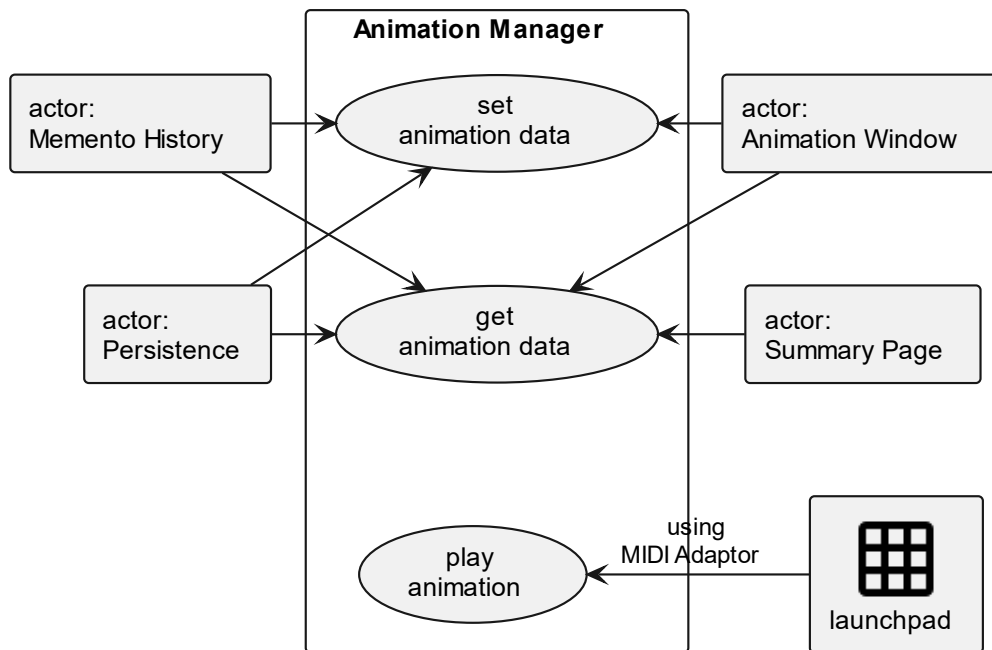 Animation Manager
actor:
Memento History
set
animation data
actor:
Animation Window
actor:
Persistence
get
animation data
actor:
Summary Page
play
animation
using
MIDI Adaptor
launchpad